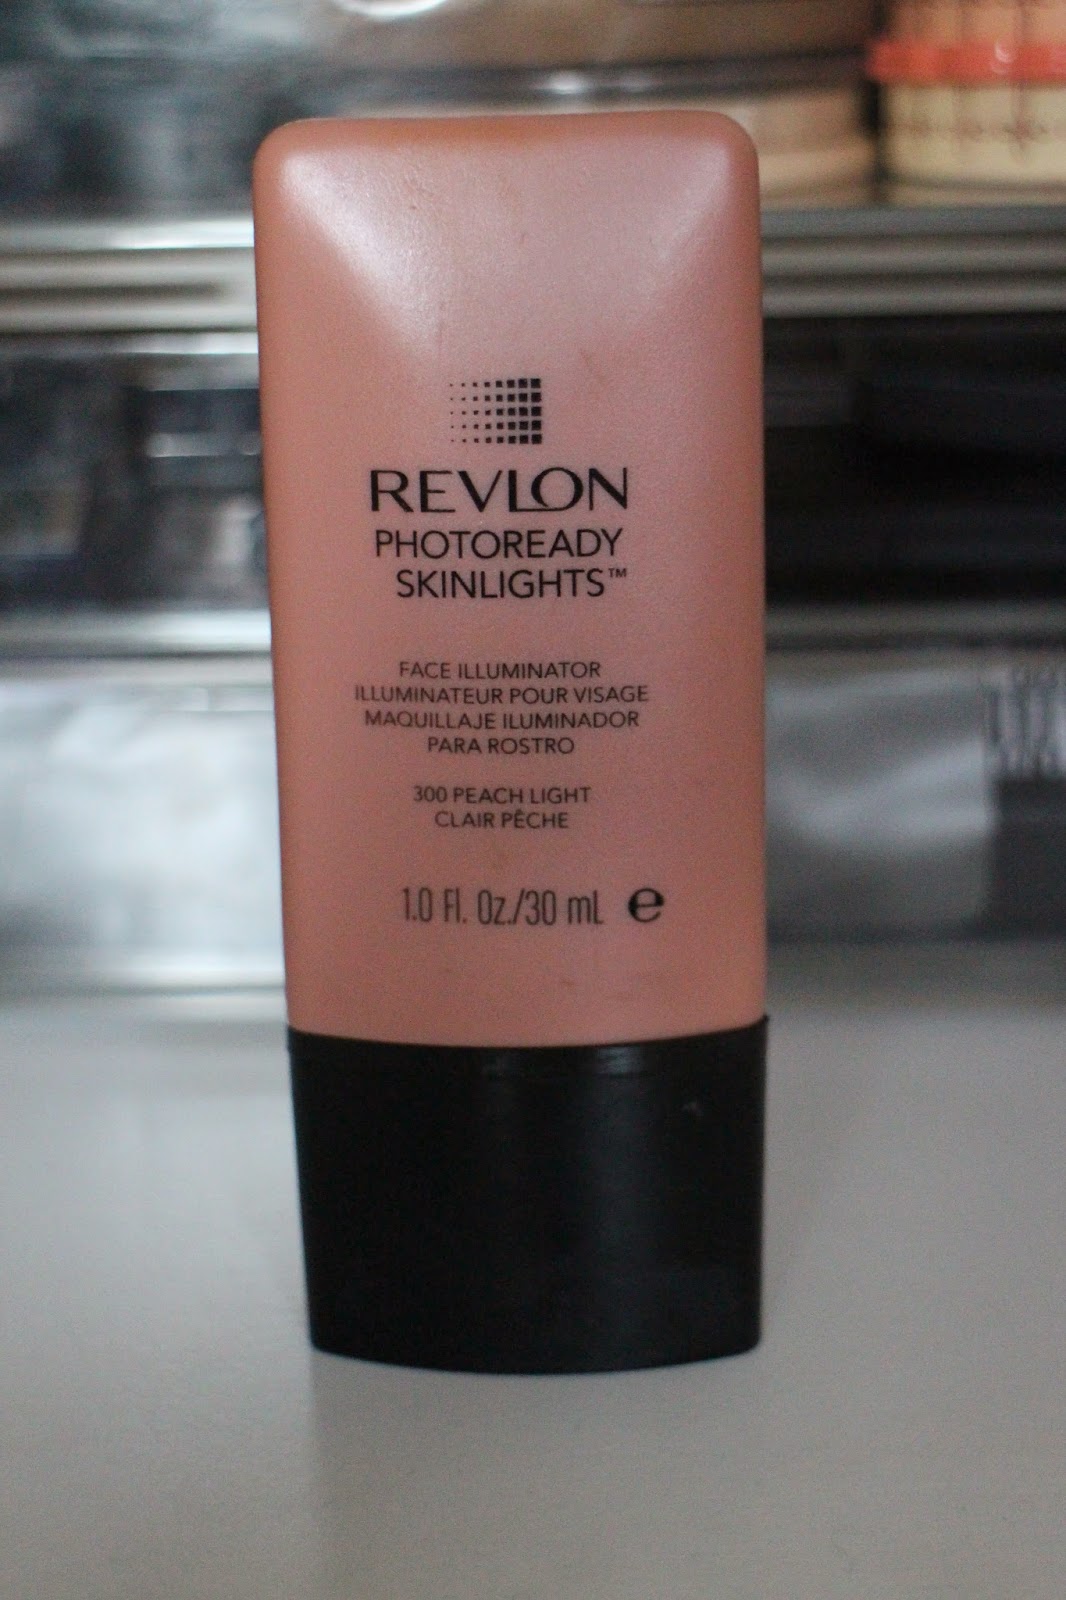 REVLON
PHOTOREADY
SKINLIGHTS™
FACE ILLUMINATOR
ILLUMINATEUR POUR VISAGE
MAQUILLAJE ILUMINADOR
PARA ROSTRO
300 PEACH LIGHT
CLAIR PÊCHE
1.0 Fl. Oz./30 mL ℮